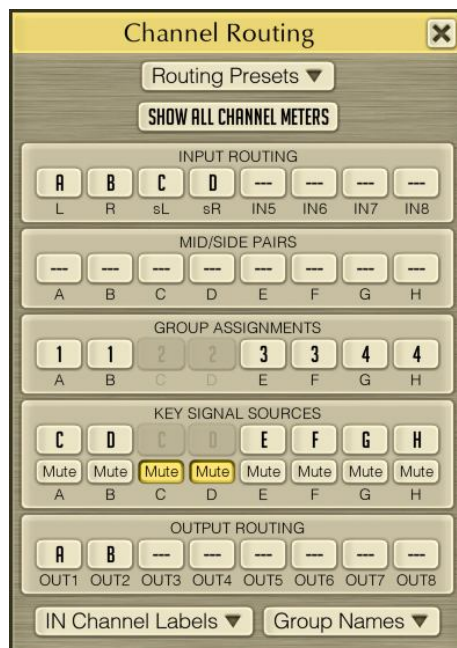 Channel Routing
Routing Presets ▼
SHOW ALL CHANNEL METERS
INPUT ROUTING
A B C D --- --- --- ---
L R sL sR IN5 IN6 IN7 IN8
MID/SIDE PAIRS
--- --- --- --- --- --- --- ---
A B C D E F G H
GROUP ASSIGNMENTS
1 1 2 2 3 3 4 4
A B C D E F G H
KEY SIGNAL SOURCES
C D C D E F G H
Mute Mute Mute Mute Mute Mute Mute Mute
A B C D E F G H
OUTPUT ROUTING
A B --- --- --- --- --- ---
OUT1 OUT2 OUT3 OUT4 OUT5 OUT6 OUT7 OUT8
IN Channel Labels ▼ Group Names ▼